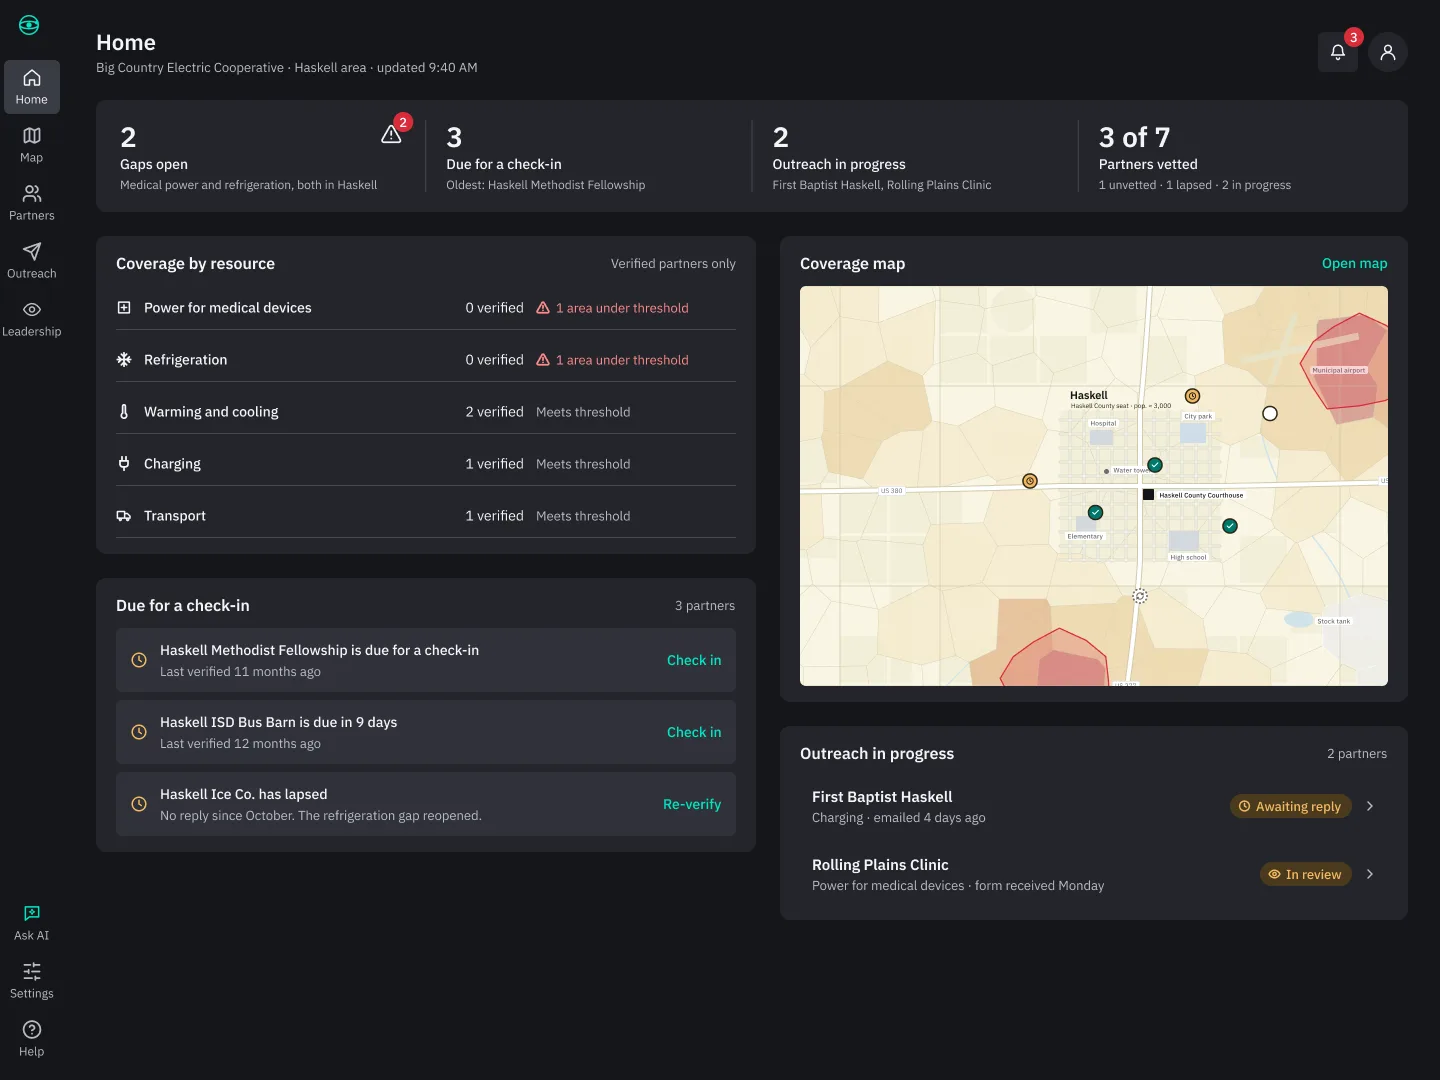 Home
Map
Partners
Outreach
Leadership
Ask AI
Settings
Help
Home
Big Country Electric Cooperative · Haskell area · updated 9:40 AM
3
2
2
Gaps open
Medical power and refrigeration, both in Haskell
3
Due for a check-in
Oldest: Haskell Methodist Fellowship
2
Outreach in progress
First Baptist Haskell, Rolling Plains Clinic
3 of 7
Partners vetted
1 unvetted · 1 lapsed · 2 in progress
Coverage by resource
Verified partners only
Power for medical devices
0 verified
1 area under threshold
Refrigeration
0 verified
1 area under threshold
Warming and cooling
2 verified
Meets threshold
Charging
1 verified
Meets threshold
Transport
1 verified
Meets threshold
Due for a check-in
3 partners
Haskell Methodist Fellowship is due for a check-in
Last verified 11 months ago
Check in
Haskell ISD Bus Barn is due in 9 days
Last verified 12 months ago
Check in
Haskell Ice Co. has lapsed
No reply since October. The refrigeration gap reopened.
Re-verify
Coverage map
Open map
Municipal airport
Haskell
Haskell County seat · pop. ≈ 3,000
City park
Hospital
Water towe
US 380
US
Haskell County Courthouse
Elementary
High school
Stock tank
Outreach in progress
2 partners
First Baptist Haskell
Charging · emailed 4 days ago
Awaiting reply
Rolling Plains Clinic
Power for medical devices · form received Monday
In review